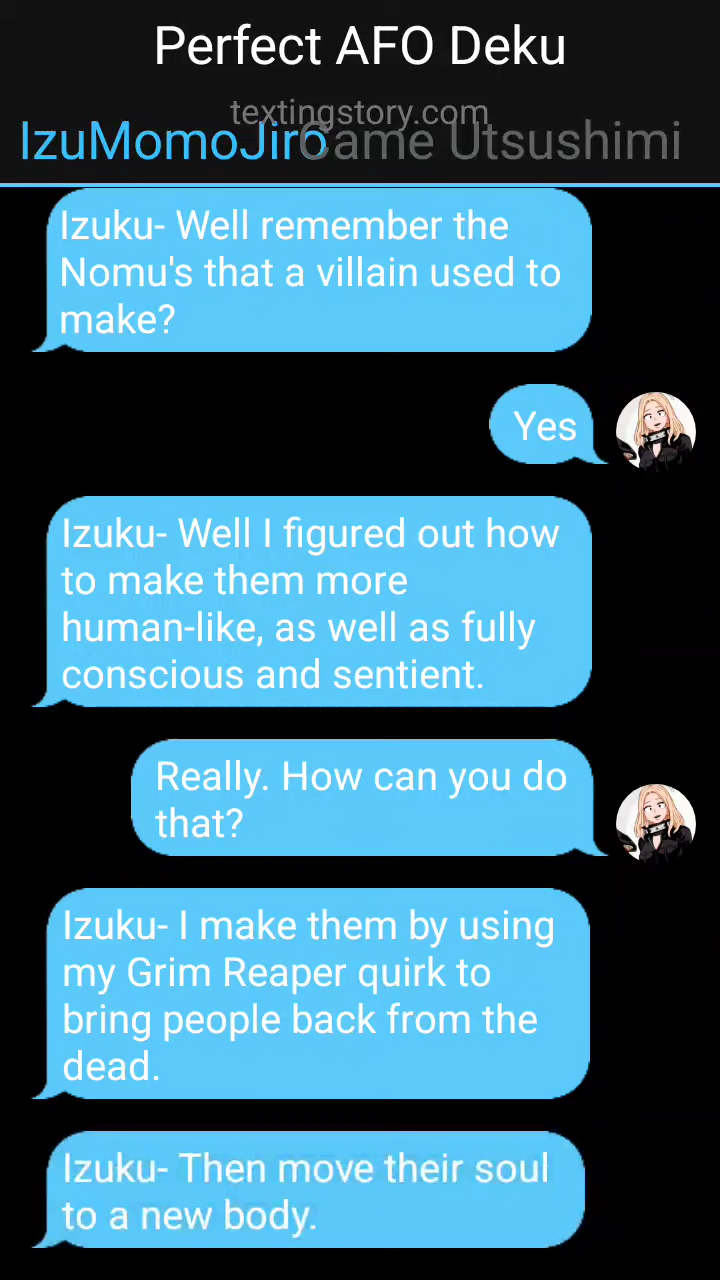 Perfect AFO Deku
textingstory.com
IzuMomoJiro
Came Utsushimi
Izuku- Well remember the
Nomu's that a villain used to
make?
Yes
Izuku- Well I figured out how
to make them more
human-like, as well as fully
conscious and sentient.
Really. How can you do
that?
Izuku- I make them by using
my Grim Reaper quirk to
bring people back from the
dead.
Izuku- Then move their soul
to a new body.